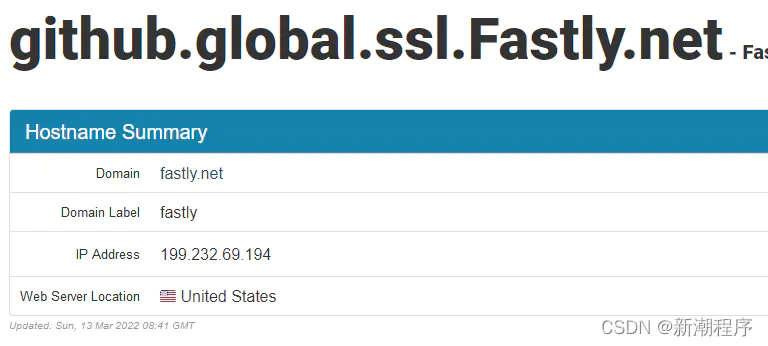 github.global.ssl.Fastly.net - Fas
Hostname Summary
Domain fastly.net
Domain Label fastly
IP Address 199.232.69.194
Web Server Location United States
Updated: Sun, 13 Mar 2022 08:41 GMT
CSDN @新潮程序